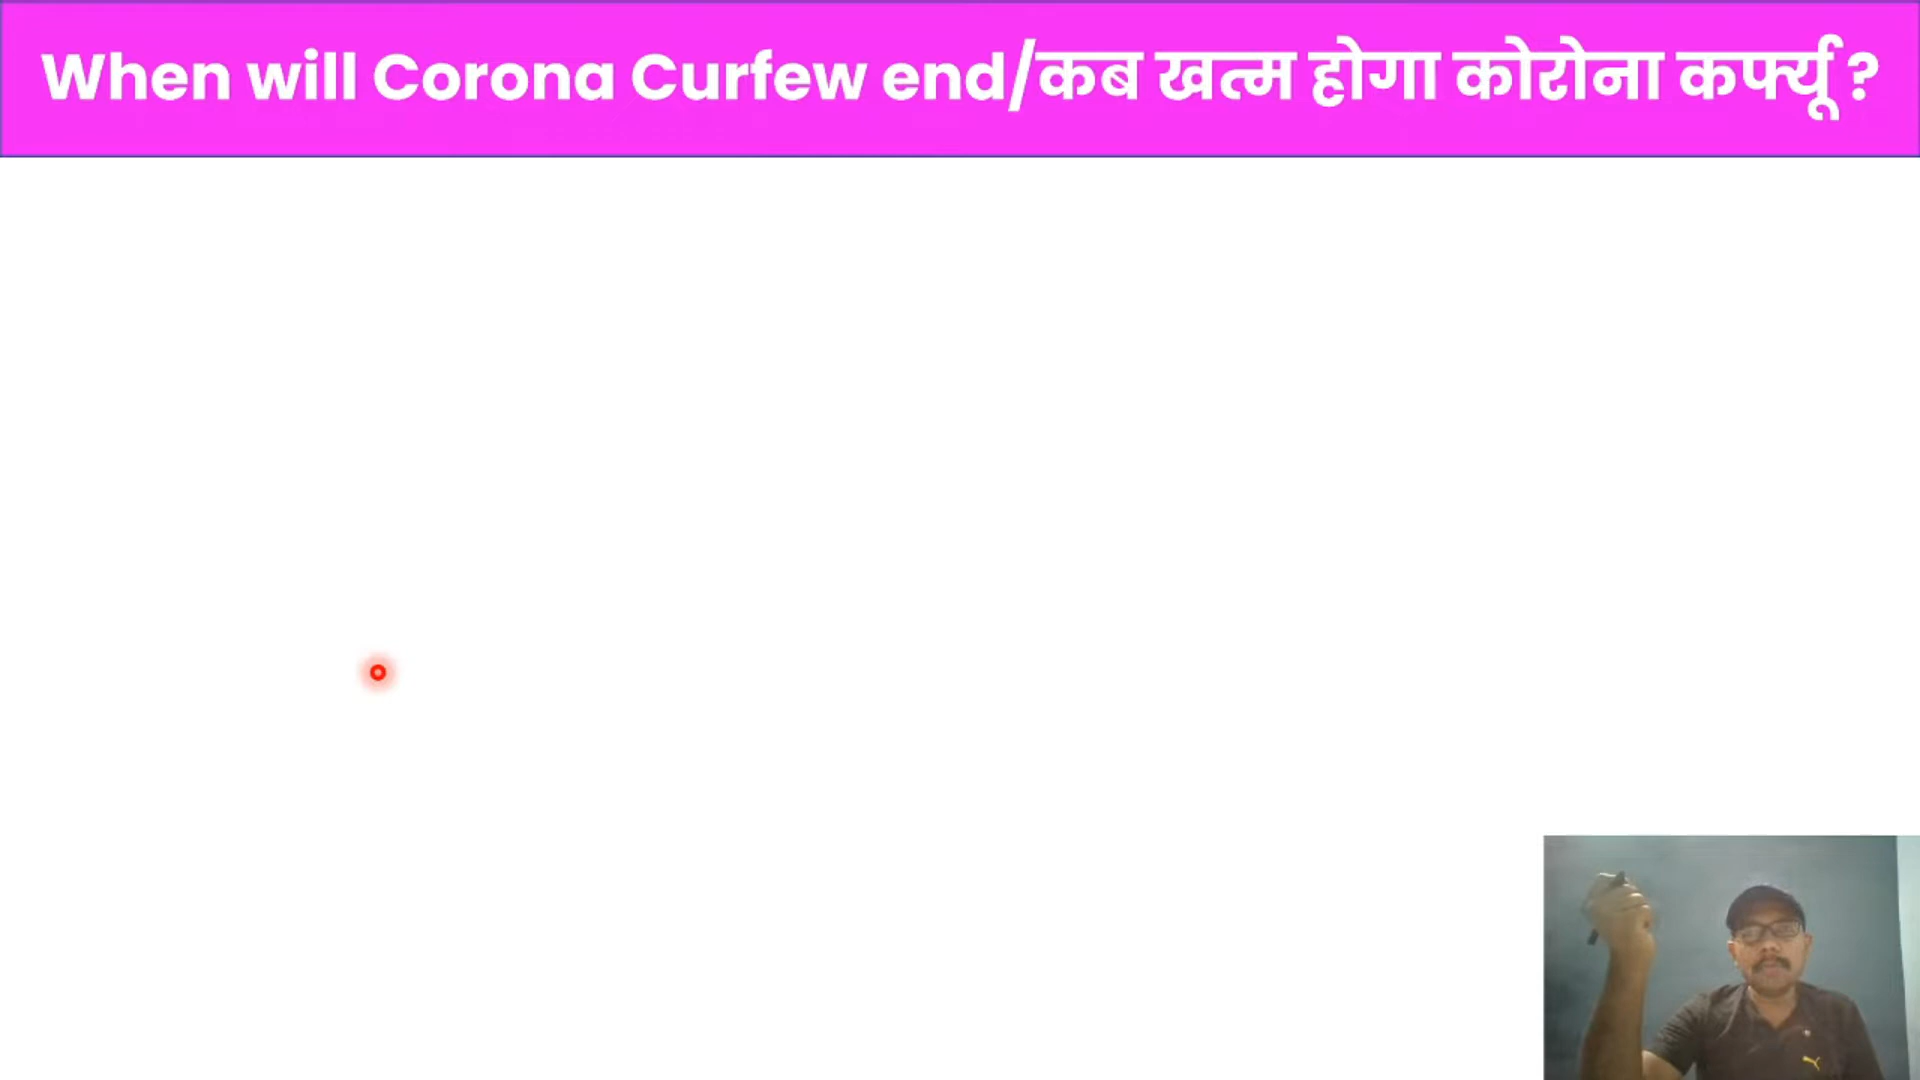 When will Corona Curfew end/कब खत्म होगा कोरोना कर्फ्यू ?